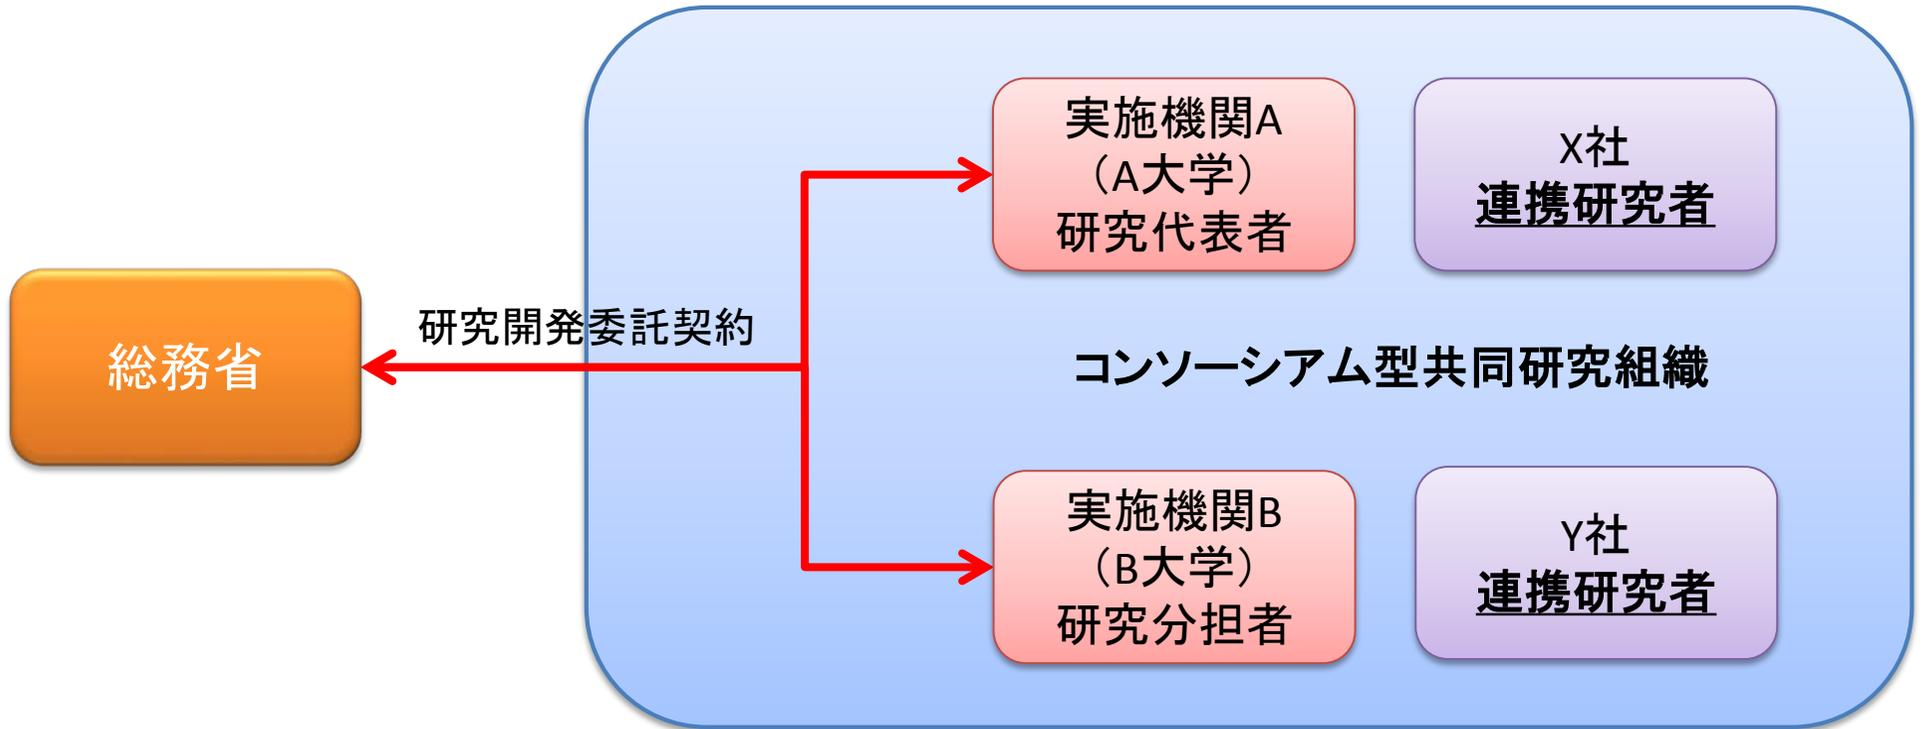 総務省
研究開発委託契約
実施機関A
（A大学）
研究代表者
X社
連携研究者
コンソーシアム型共同研究組織
実施機関B
（B大学）
研究分担者
Y社
連携研究者